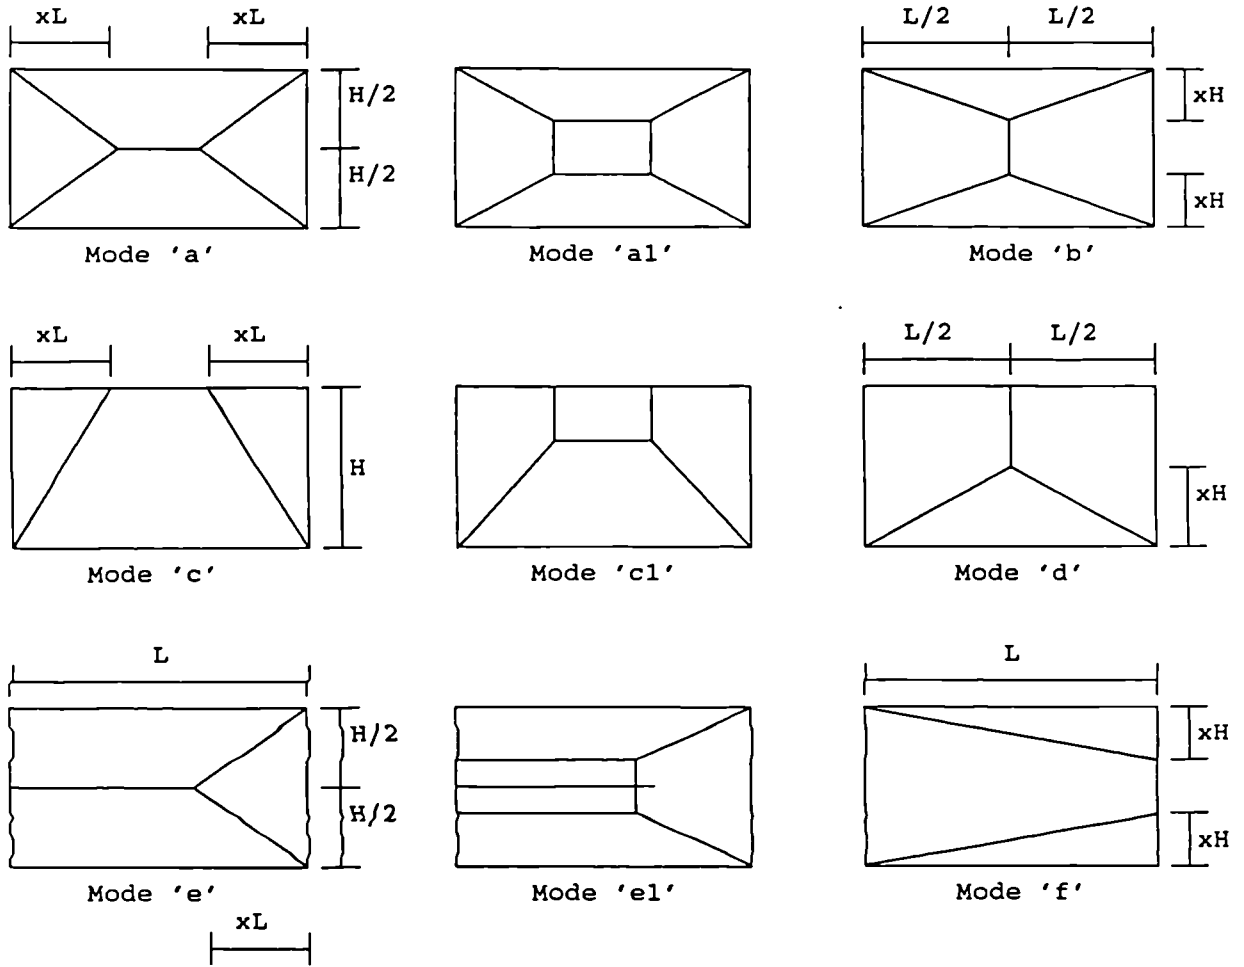 xL xL L/2 L/2
H/2 xH
H/2 xH
Mode 'a' Mode 'a1' Mode 'b'
xL xL L/2 L/2
H xH
Mode 'c' Mode 'c1' Mode 'd'
L L
H/2 xH
H/2 xH
Mode 'e' Mode 'e1' Mode 'f'
xL